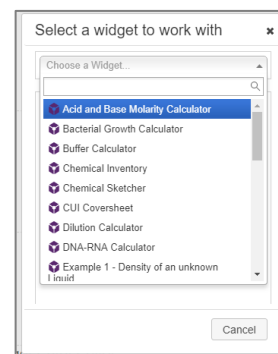 Select a widget to work with
Choose a Widget...
Acid and Base Molarity Calculator
Bacterial Growth Calculator
Buffer Calculator
Chemical Inventory
Chemical Sketcher
CUI Coversheet
Dilution Calculator
DNA-RNA Calculator
Example 1 - Density of an unknown
Liquid
Cancel